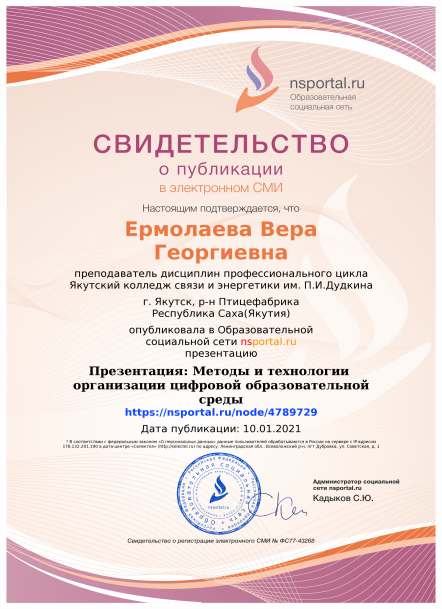 nsportal.ru
Образовательная
социальная сеть
СВИДЕТЕЛЬСТВО
о публикации
в электронном СМИ
Настоящим подтверждается, что
Ермолаева Вера
Георгиевна
преподаватель дисциплин профессионального цикла
Якутский колледж связи и энергетики им. П.И.Дудкина
г. Якутск, р-н Птицефабрика
Республика Саха(Якутия)
опубликовала в Образовательной
социальной сети nsportal.ru
презентацию
Презентация: Методы и технологии
организации цифровой образовательной
среды
https://nsportal.ru/node/4789729
Дата публикации: 10.01.2021
* В соответствии с федеральным законом «О персональных данных» данные пользователей обрабатываются в России на сервере с IP-адресом
178.132.201.190 в дата-центре «Селектел» (http://selectel.ru) по адресу: Ленинградская обл., Всеволожский р-н, пгт Дубровка, ул. Советская, д. 1
nsportal.ru
Администратор социальной
сети nsportal.ru
Кадыков С.Ю.
Свидетельство о регистрации электронного СМИ № ФС77-43268